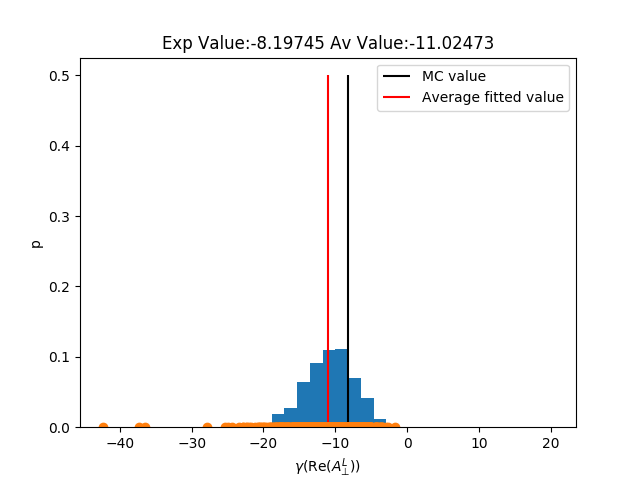 Exp Value:-8.19745 Av Value:-11.02473
MC value
Average fitted value
0.5
0.4
0.3
0.2
0.1
0.0
p
−40 −30 −20 −10 0 10 20
γ(Re(A_⊥^L))